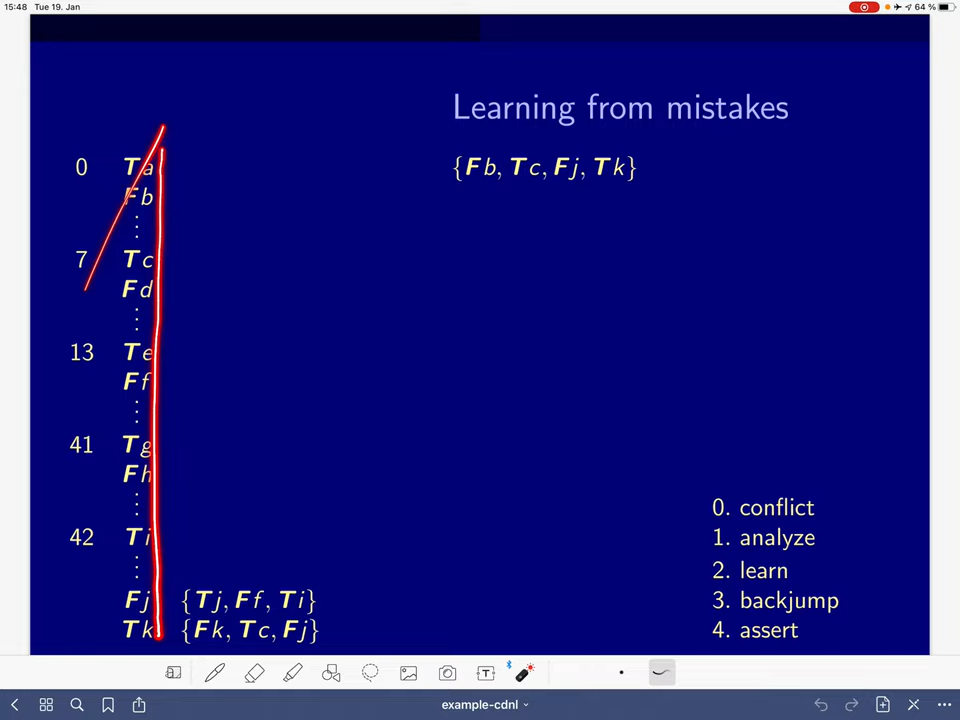 15:48 Tue 19. Jan 64 %
Learning from mistakes
0 Ta {Fb, Tc, Fj, Tk}
Fb
⋮
7 Tc
Fd
⋮
13 Te
Ff
⋮
41 Tg
Fh
⋮
42 Ti
⋮
Fj {Tj, Ff, Ti}
Tk {Fk, Tc, Fj}
0. conflict
1. analyze
2. learn
3. backjump
4. assert
T
example-cdnl